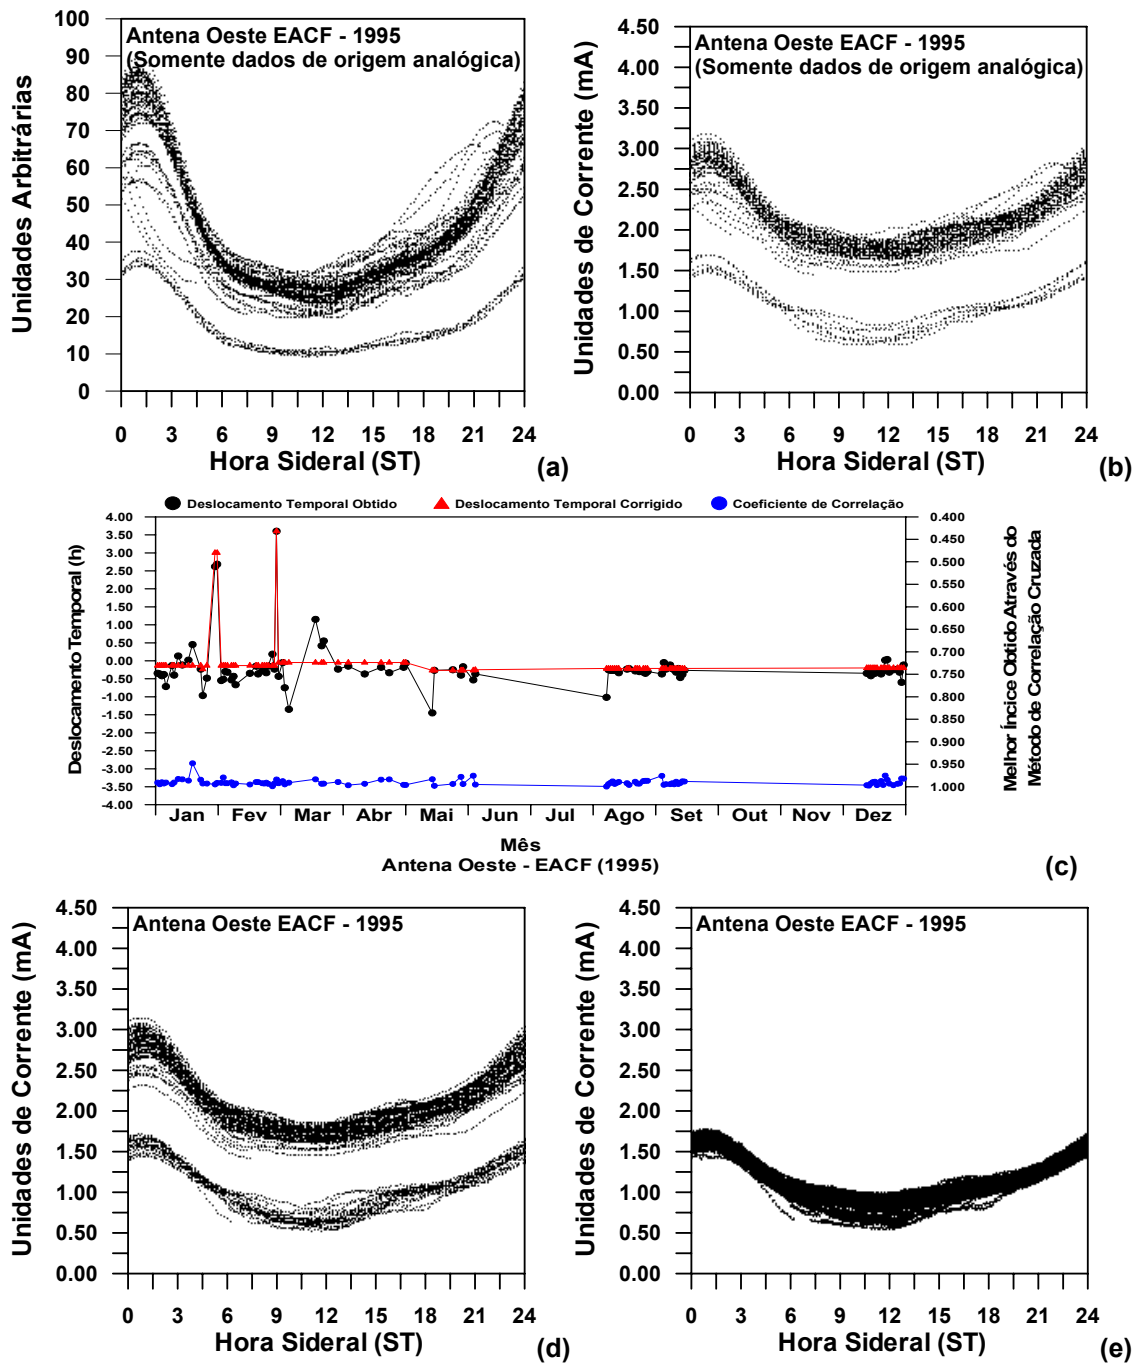 Antena Oeste EACF - 1995
(Somente dados de origem analógica)
Unidades Arbitrárias
100
90
80
70
60
50
40
30
20
10
0
0 3 6 9 12 15 18 21 24
Hora Sideral (ST)
(a)
Antena Oeste EACF - 1995
(Somente dados de origem analógica)
Unidades de Corrente (mA)
4.50
4.00
3.50
3.00
2.50
2.00
1.50
1.00
0.50
0.00
0 3 6 9 12 15 18 21 24
Hora Sideral (ST)
(b)
Deslocamento Temporal Obtido
Deslocamento Temporal Corrigido
Coeficiente de Correlação
Deslocamento Temporal (h)
4.00
3.50
3.00
2.50
2.00
1.50
1.00
0.50
0.00
-0.50
-1.00
-1.50
-2.00
-2.50
-3.00
-3.50
-4.00
0.400
0.450
0.500
0.550
0.600
0.650
0.700
0.750
0.800
0.850
0.900
0.950
1.000
Melhor Índice Obtido Através do
Método de Correlação Cruzada
Jan Fev Mar Abr Mai Jun Jul Ago Set Out Nov Dez
Mês
Antena Oeste - EACF (1995)
(c)
Antena Oeste EACF - 1995
Unidades de Corrente (mA)
4.50
4.00
3.50
3.00
2.50
2.00
1.50
1.00
0.50
0.00
0 3 6 9 12 15 18 21 24
Hora Sideral (ST)
(d)
Antena Oeste EACF - 1995
Unidades de Corrente (mA)
4.50
4.00
3.50
3.00
2.50
2.00
1.50
1.00
0.50
0.00
0 3 6 9 12 15 18 21 24
Hora Sideral (ST)
(e)